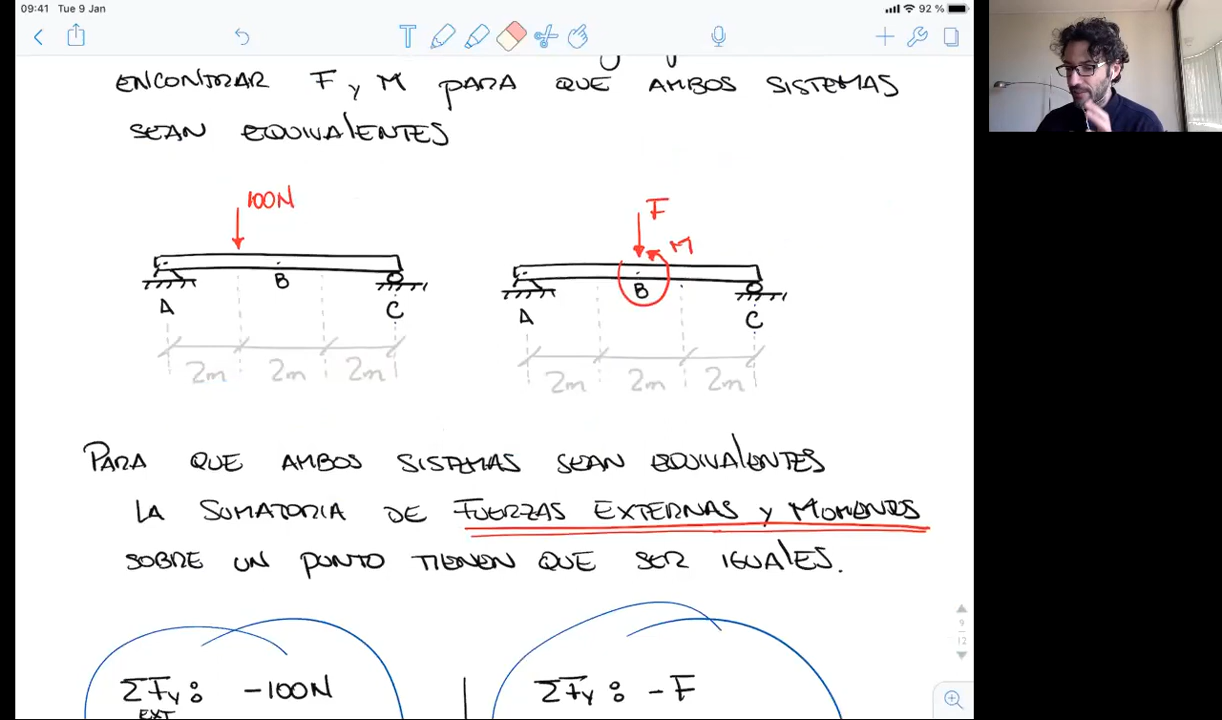 09:41 Tue 9 Jan
92 %
ENCONTRAR F y M PARA QUE AMBOS SISTEMAS
SEAN EQUIVALENTES
100N
B
A
C
2m 2m 2m
F
M
B
A
C
2m 2m 2m
PARA QUE AMBOS SISTEMAS SEAN EQUIVALENTES
LA SUMATORIA DE FUERZAS EXTERNAS y MOMENTOS
SOBRE UN PUNTO TIENEN QUE SER IGUALES.
ΣFy : -100N
EXT
ΣFy : -F
9
12